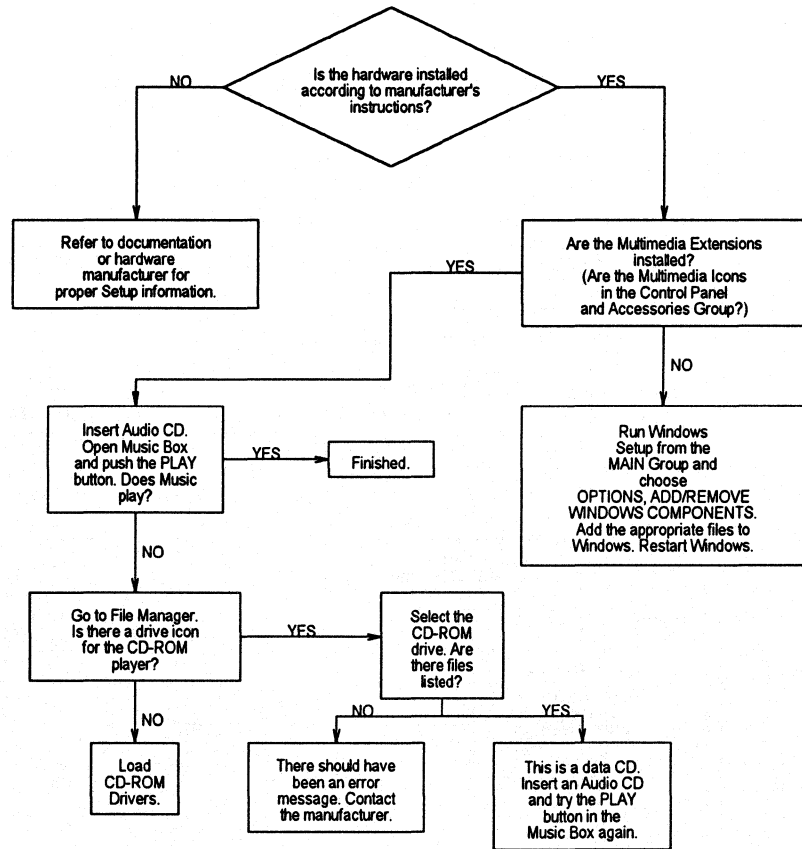 Is the hardware installed
according to manufacturer's
instructions?
NO
YES
Refer to documentation
or hardware
manufacturer for
proper Setup information.
Are the Multimedia Extensions
installed?
(Are the Multimedia Icons
in the Control Panel
and Accessories Group?)
YES
NO
Insert Audio CD.
Open Music Box
and push the PLAY
button. Does Music
play?
YES
Finished.
Run Windows
Setup from the
MAIN Group and
choose
OPTIONS, ADD/REMOVE
WINDOWS COMPONENTS.
Add the appropriate files to
Windows. Restart Windows.
NO
Go to File Manager.
Is there a drive icon
for the CD-ROM
player?
YES
Select the
CD-ROM
drive. Are
there files
listed?
NO
NO
YES
Load
CD-ROM
Drivers.
There should have
been an error
message. Contact
the manufacturer.
This is a data CD.
Insert an Audio CD
and try the PLAY
button in the
Music Box again.